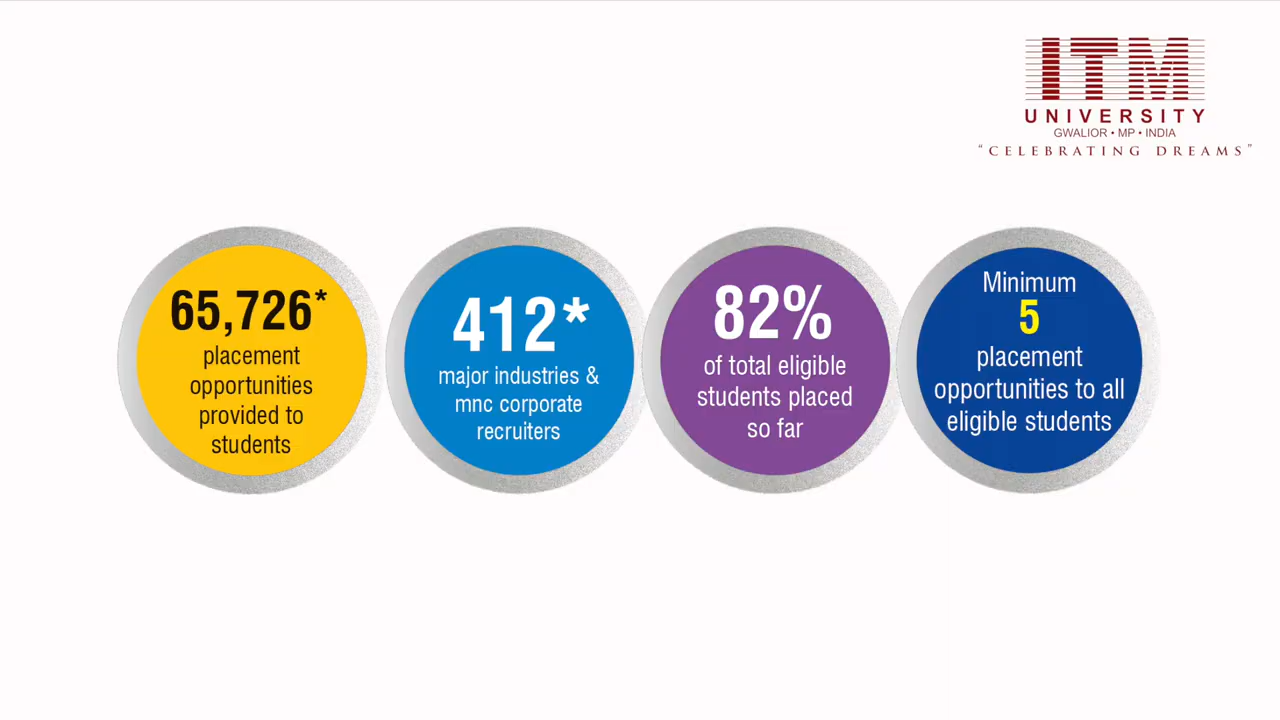 ITM
UNIVERSITY
GWALIOR • MP • INDIA
“CELEBRATING DREAMS”
65,726*
placement
opportunities
provided to
students
412*
major industries &
mnc corporate
recruiters
82%
of total eligible
students placed
so far
Minimum
5
placement
opportunities to all
eligible students